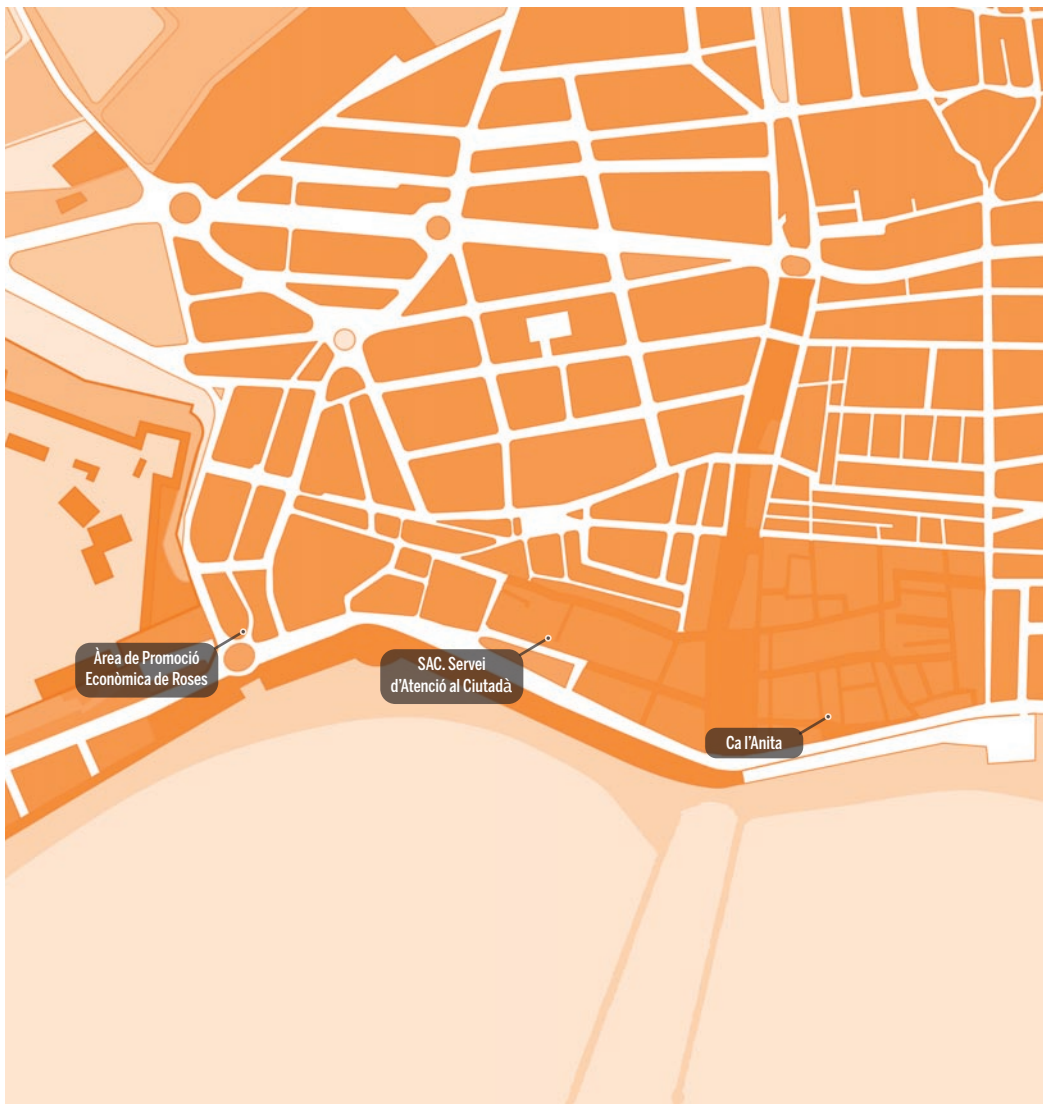 Àrea de Promoció
Econòmica de Roses
SAC. Servei
d'Atenció al Ciutadà
Ca l'Anita